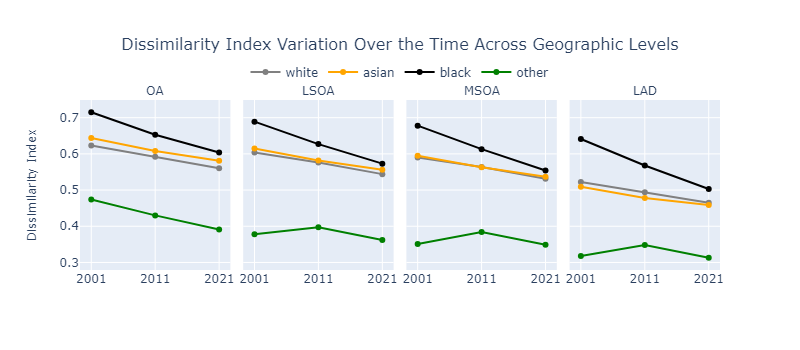 Dissimilarity Index Variation Over the Time Across Geographic Levels
white asian black other
OA LSOA MSOA LAD
Dissimilarity Index
0.7
0.6
0.5
0.4
0.3
2001 2011 2021 2001 2011 2021 2001 2011 2021 2001 2011 2021